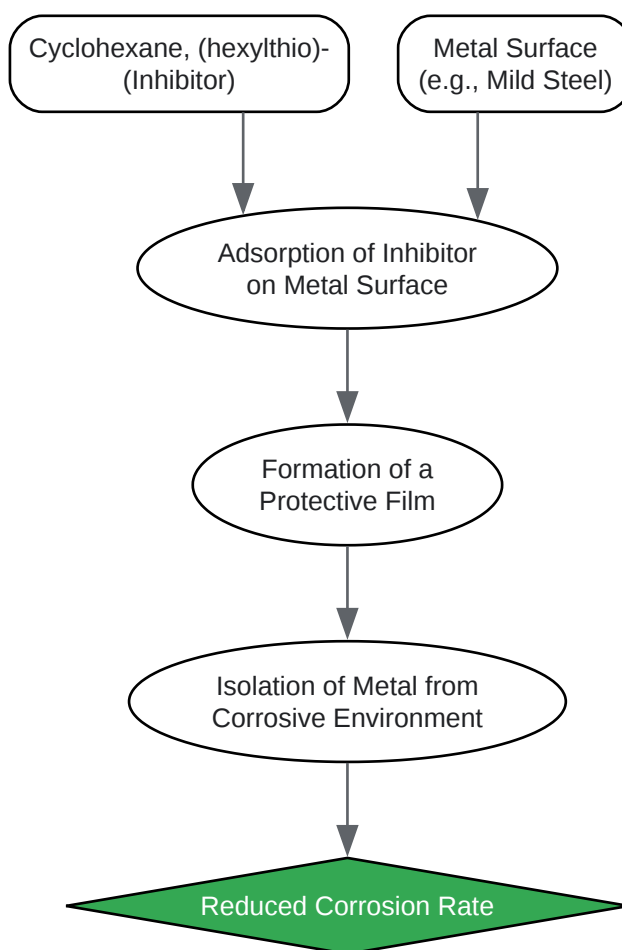 Cyclohexane, (hexylthio)-
(Inhibitor)
Metal Surface
(e.g., Mild Steel)
Adsorption of Inhibitor
on Metal Surface
Formation of a
Protective Film
Isolation of Metal from
Corrosive Environment
Reduced Corrosion Rate